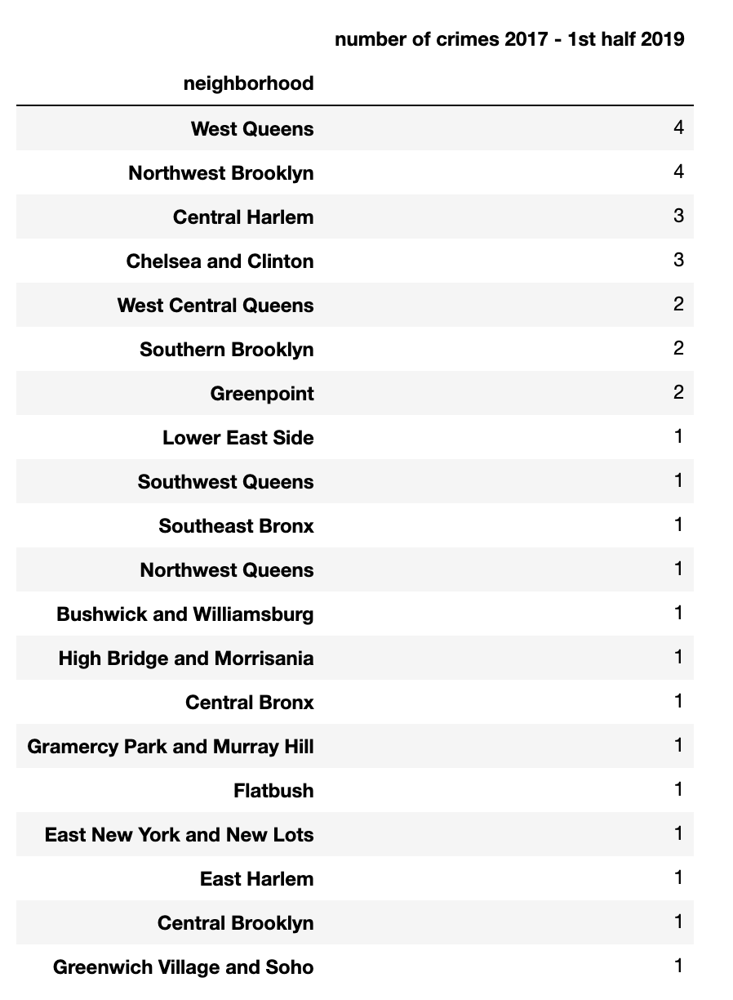 number of crimes 2017 - 1st half 2019
neighborhood
West Queens 4
Northwest Brooklyn 4
Central Harlem 3
Chelsea and Clinton 3
West Central Queens 2
Southern Brooklyn 2
Greenpoint 2
Lower East Side 1
Southwest Queens 1
Southeast Bronx 1
Northwest Queens 1
Bushwick and Williamsburg 1
High Bridge and Morrisania 1
Central Bronx 1
Gramercy Park and Murray Hill 1
Flatbush 1
East New York and New Lots 1
East Harlem 1
Central Brooklyn 1
Greenwich Village and Soho 1